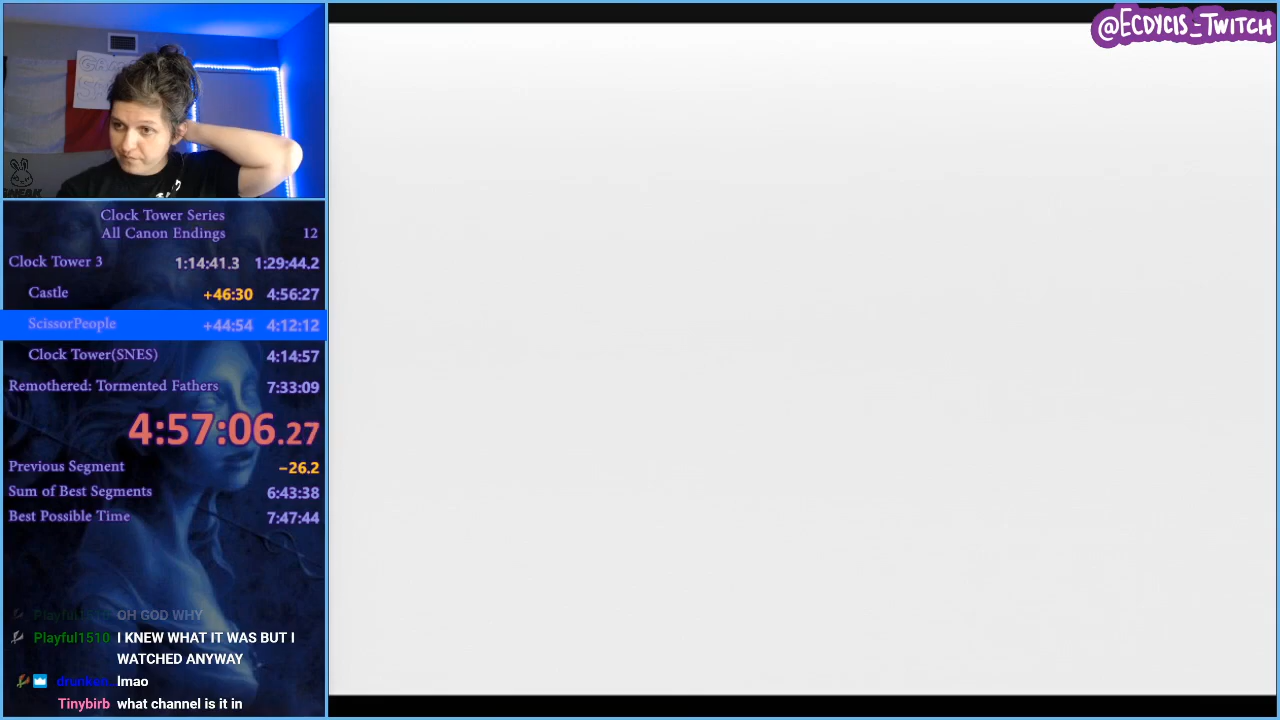 @ECDYCIS_TWITCH
Clock Tower Series
All Canon Endings 12
Clock Tower 3 1:14:41.3 1:29:44.2
Castle +46:30 4:56:27
ScissorPeople +44:54 4:12:12
Clock Tower(SNES) 4:14:57
Remothered: Tormented Fathers 7:33:09
4:57:06.27
Previous Segment −26.2
Sum of Best Segments 6:43:38
Best Possible Time 7:47:44
Playful1510 OH GOD WHY
Playful1510 I KNEW WHAT IT WAS BUT I
WATCHED ANYWAY
lmao
Tinybirb what channel is it in